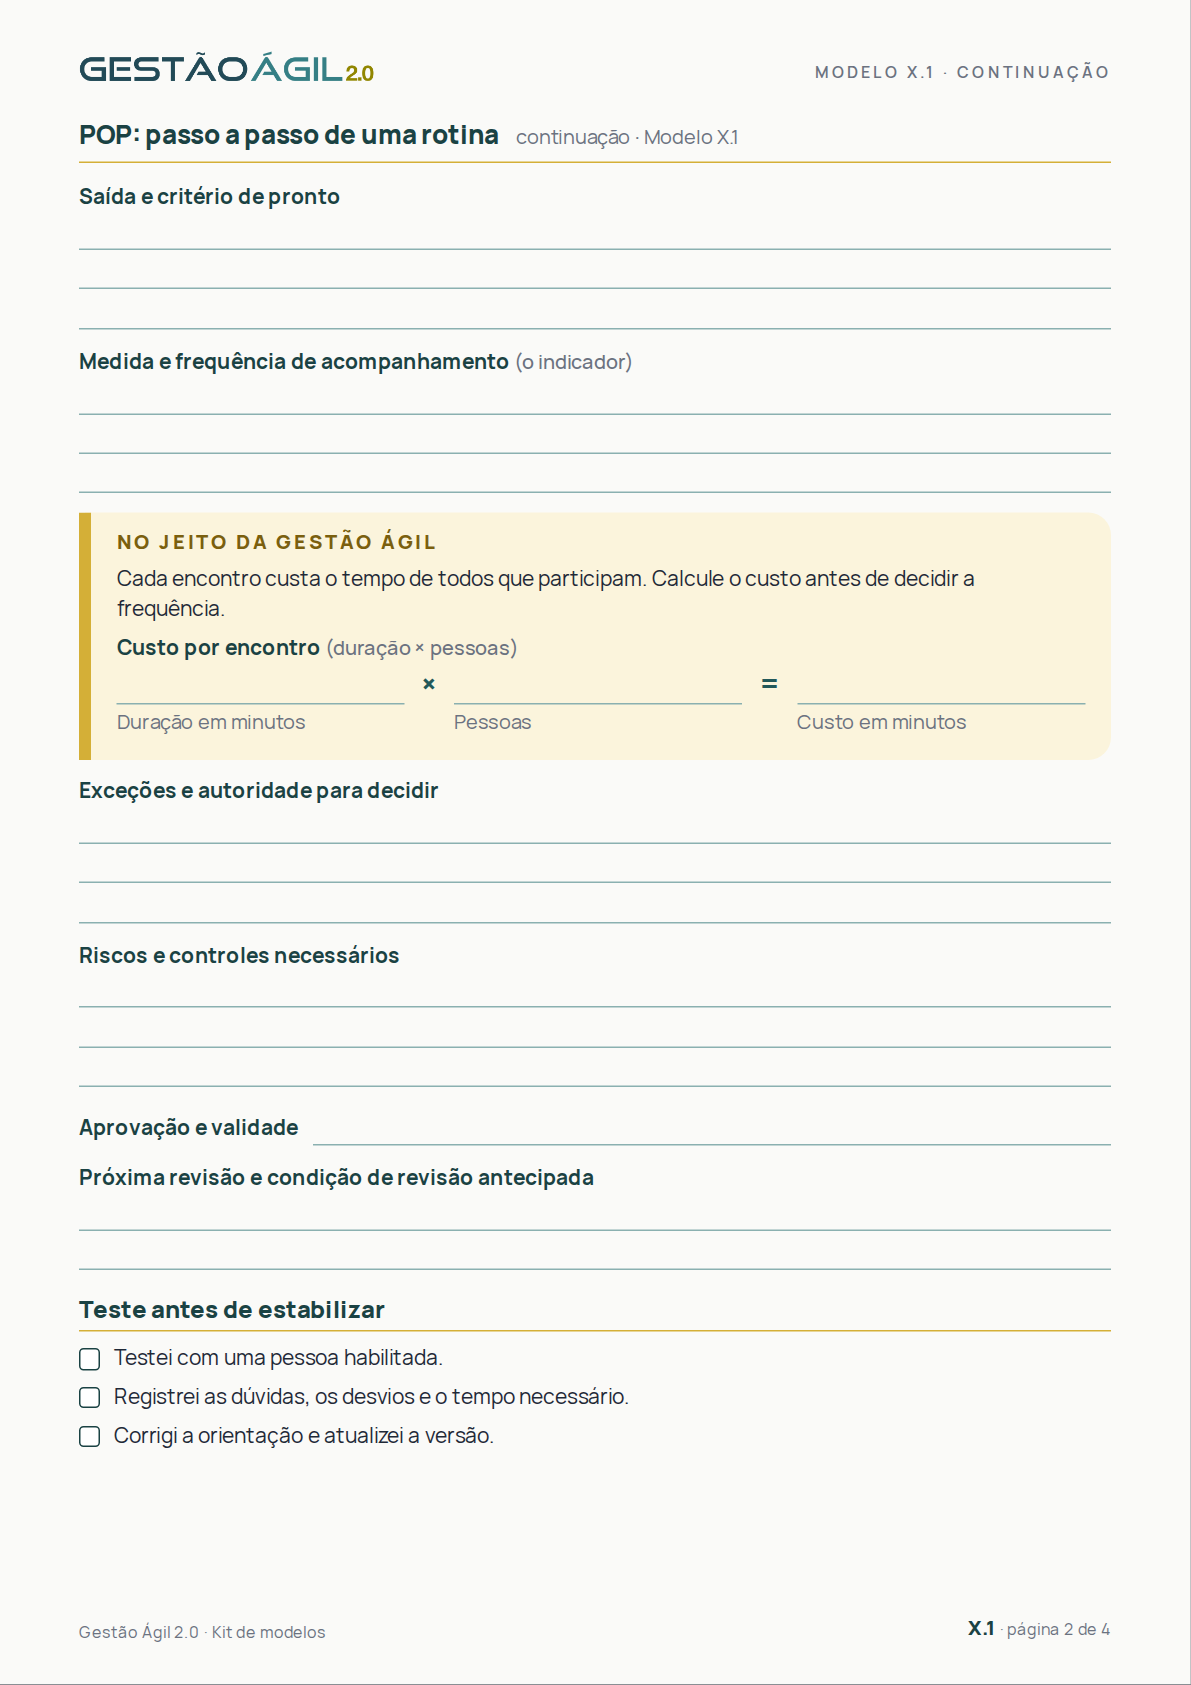 GESTÃOÁGIL2.0
MODELO X.1 · CONTINUAÇÃO
POP: passo a passo de uma rotina continuação · Modelo X.1
Saída e critério de pronto
Medida e frequência de acompanhamento (o indicador)
NO JEITO DA GESTÃO ÁGIL
Cada encontro custa o tempo de todos que participam. Calcule o custo antes de decidir a
frequência.
Custo por encontro (duração × pessoas)
× =
Duração em minutos Pessoas Custo em minutos
Exceções e autoridade para decidir
Riscos e controles necessários
Aprovação e validade
Próxima revisão e condição de revisão antecipada
Teste antes de estabilizar
Testei com uma pessoa habilitada.
Registrei as dúvidas, os desvios e o tempo necessário.
Corrigi a orientação e atualizei a versão.
Gestão Ágil 2.0 · Kit de modelos
X.1 · página 2 de 4